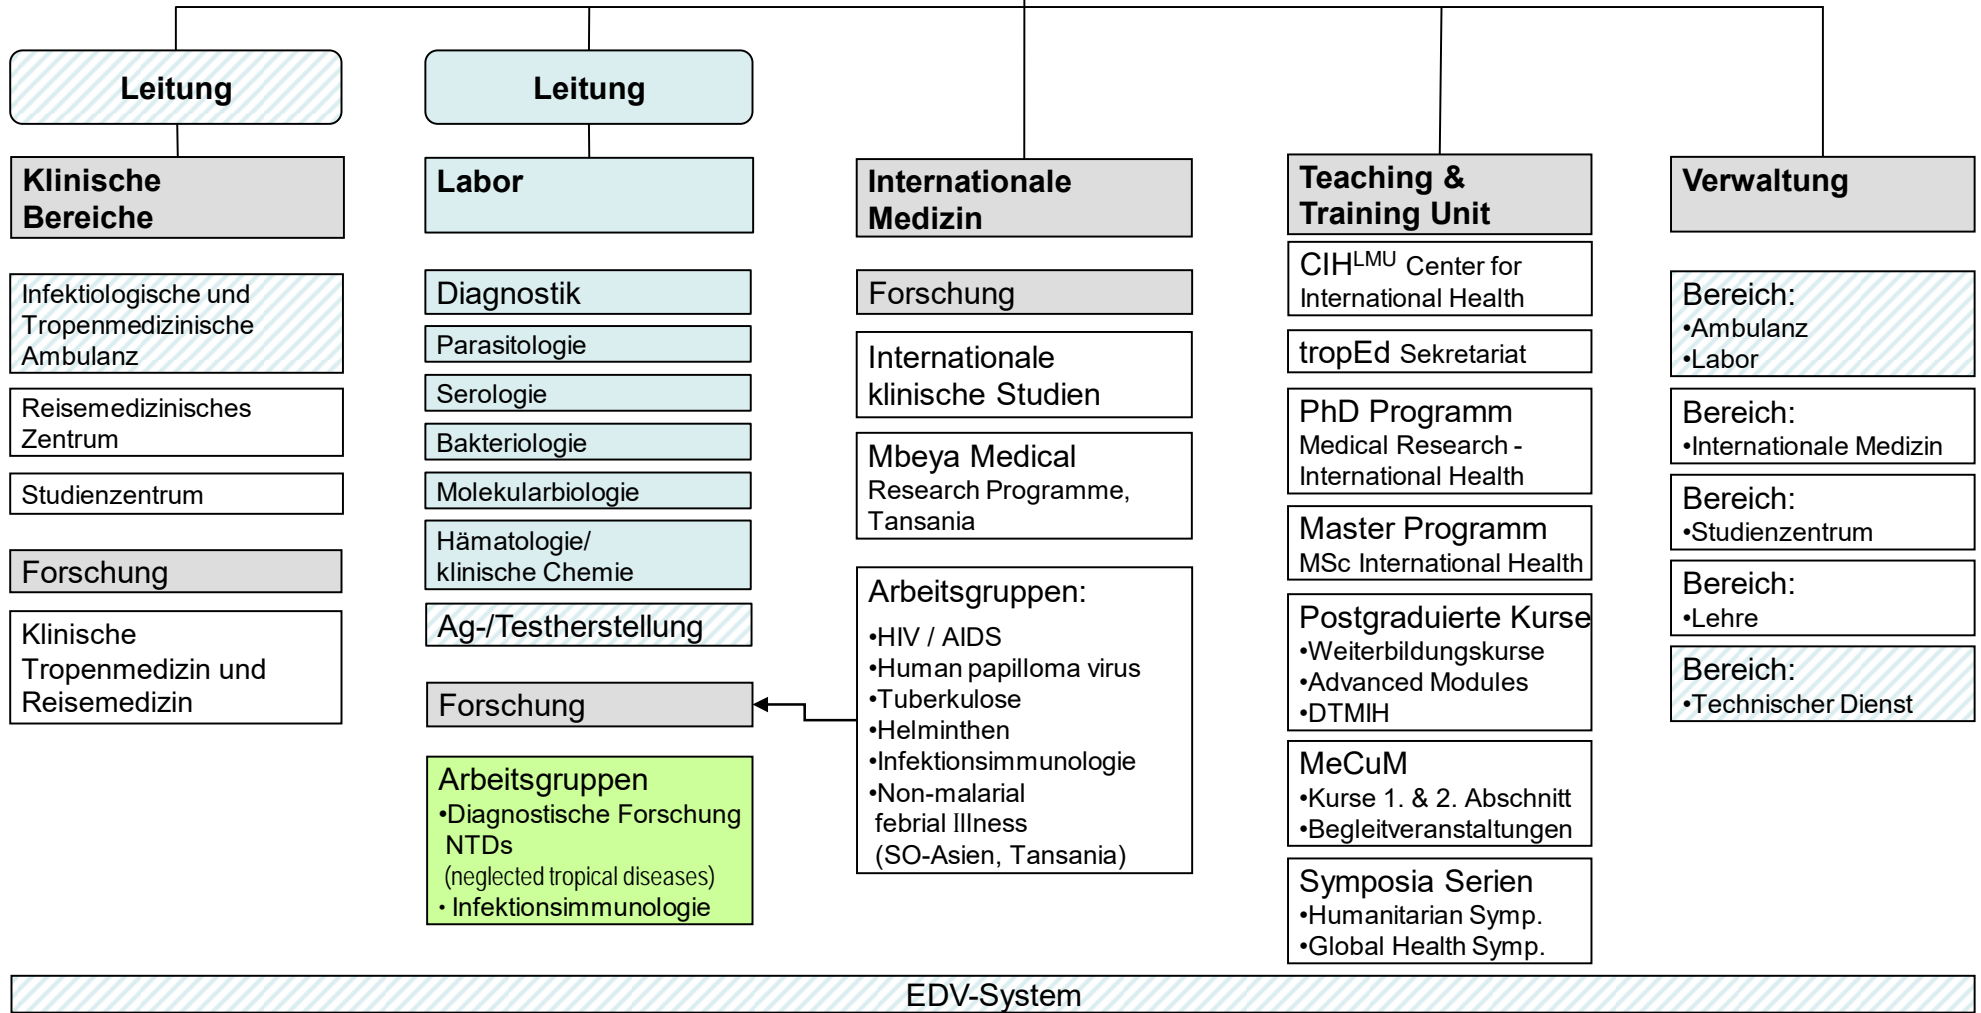 Leitung
Klinische
Bereiche
Infektiologische und
Tropenmedizinische
Ambulanz
Reisemedizinisches
Zentrum
Studienzentrum
Forschung
Klinische
Tropenmedizin und
Reisemedizin
Leitung
Labor
Diagnostik
Parasitologie
Serologie
Bakteriologie
Molekularbiologie
Hämatologie/
klinische Chemie
Ag-/Testherstellung
Forschung
Arbeitsgruppen
•Diagnostische Forschung
NTDs
(neglected tropical diseases)
• Infektionsimmunologie
Internationale
Medizin
Forschung
Internationale
klinische Studien
Mbeya Medical
Research Programme,
Tansania
Arbeitsgruppen:
•HIV / AIDS
•Human papilloma virus
•Tuberkulose
•Helminthen
•Infektionsimmunologie
•Non-malarial
febrial Illness
(SO-Asien, Tansania)
Teaching &
Training Unit
CIHLMU Center for
International Health
tropEd Sekretariat
PhD Programm
Medical Research -
International Health
Master Programm
MSc International Health
Postgraduierte Kurse
•Weiterbildungskurse
•Advanced Modules
•DTMIH
MeCuM
•Kurse 1. & 2. Abschnitt
•Begleitveranstaltungen
Symposia Serien
•Humanitarian Symp.
•Global Health Symp.
Verwaltung
Bereich:
•Ambulanz
•Labor
Bereich:
•Internationale Medizin
Bereich:
•Studienzentrum
Bereich:
•Lehre
Bereich:
•Technischer Dienst
EDV-System